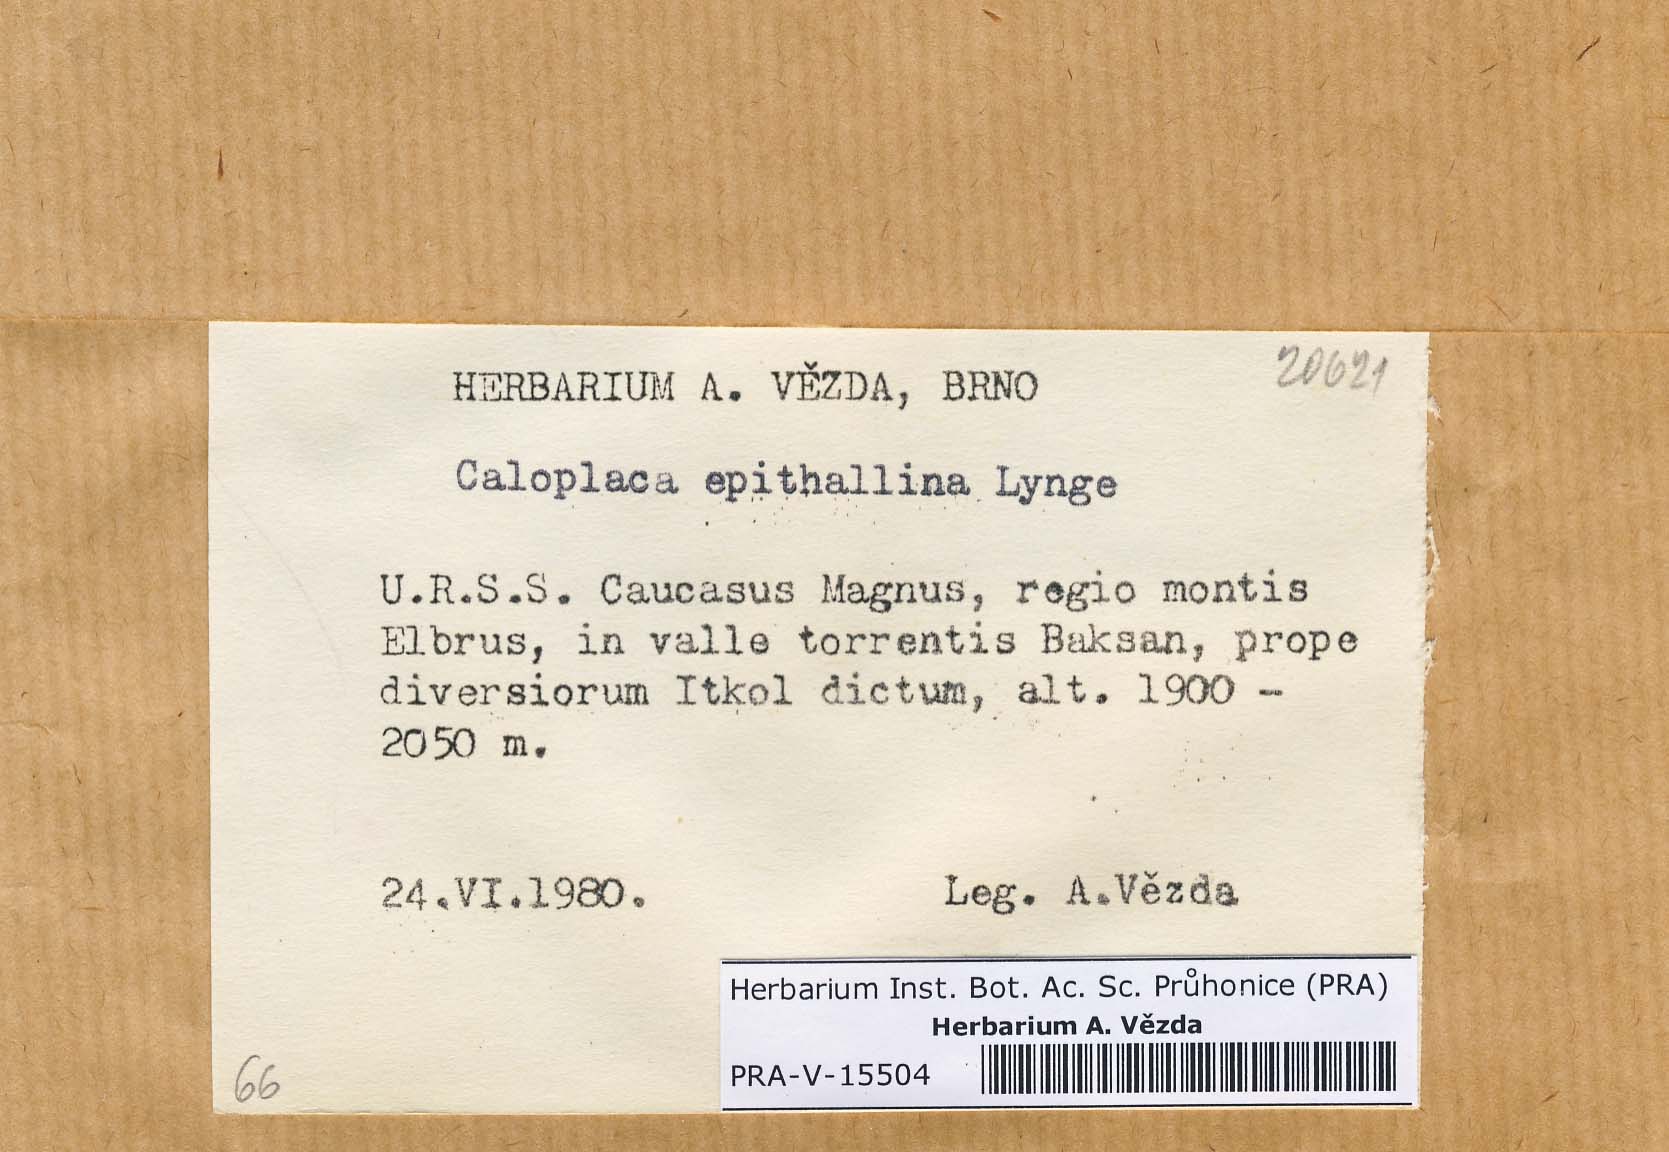 20621
HERBARIUM A. VĚZDA, BRNO
Caloplaca epithallina Lynge
U.R.S.S. Caucasus Magnus, regio montis
Elbrus, in valle torrentis Baksan, prope
diversiorum Itkol dictum, alt. 1900 -
2050 m.
24.VI.1980. Leg. A.Vězda
Herbarium Inst. Bot. Ac. Sc. Průhonice (PRA)
Herbarium A. Vězda
PRA-V-15504
66